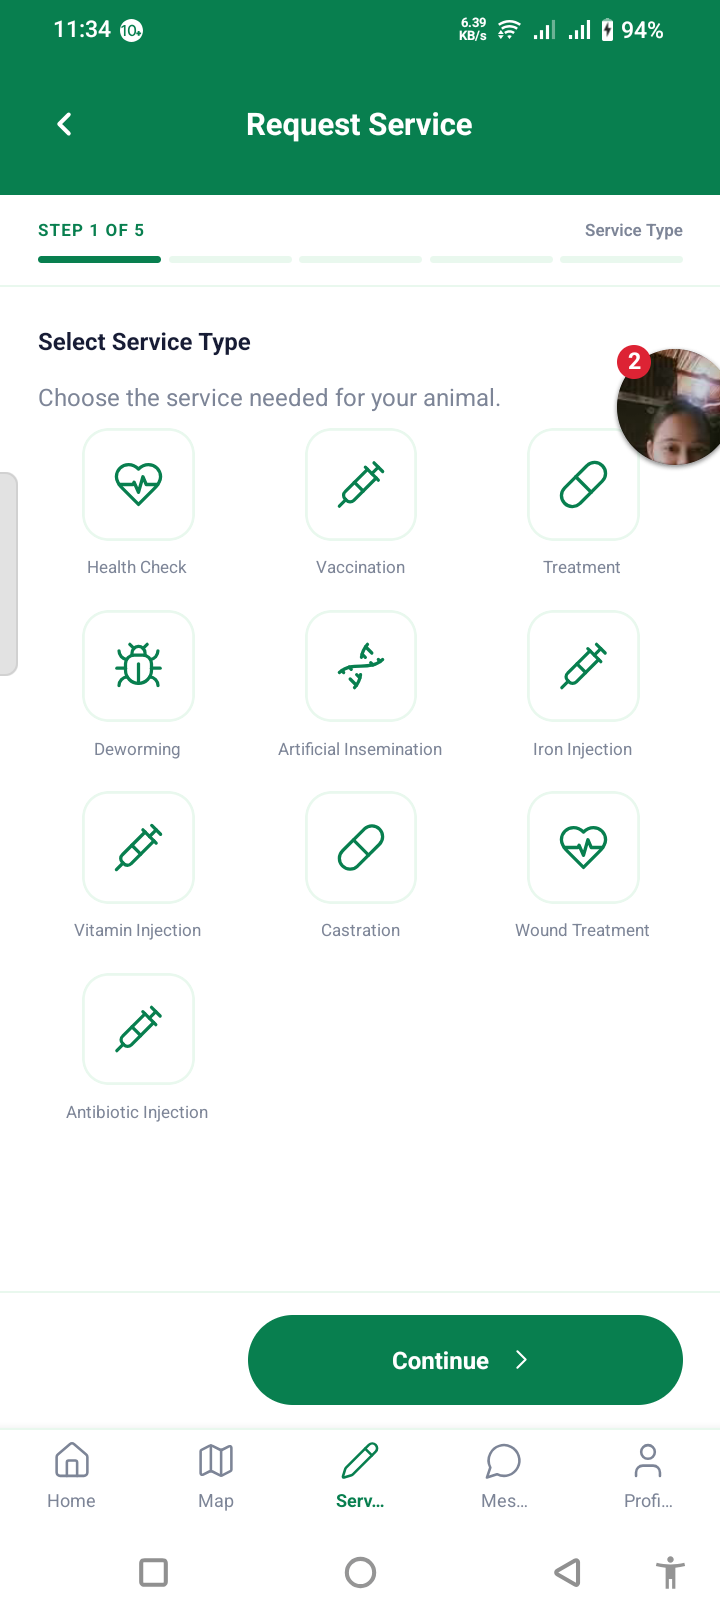 11:34 10+ 6.39 KB/s 94%
Request Service
STEP 1 OF 5 Service Type
Select Service Type
2
Choose the service needed for your animal.
Health Check Vaccination Treatment
Deworming Artificial Insemination Iron Injection
Vitamin Injection Castration Wound Treatment
Antibiotic Injection
Continue
Home Map Serv... Mes... Profi...